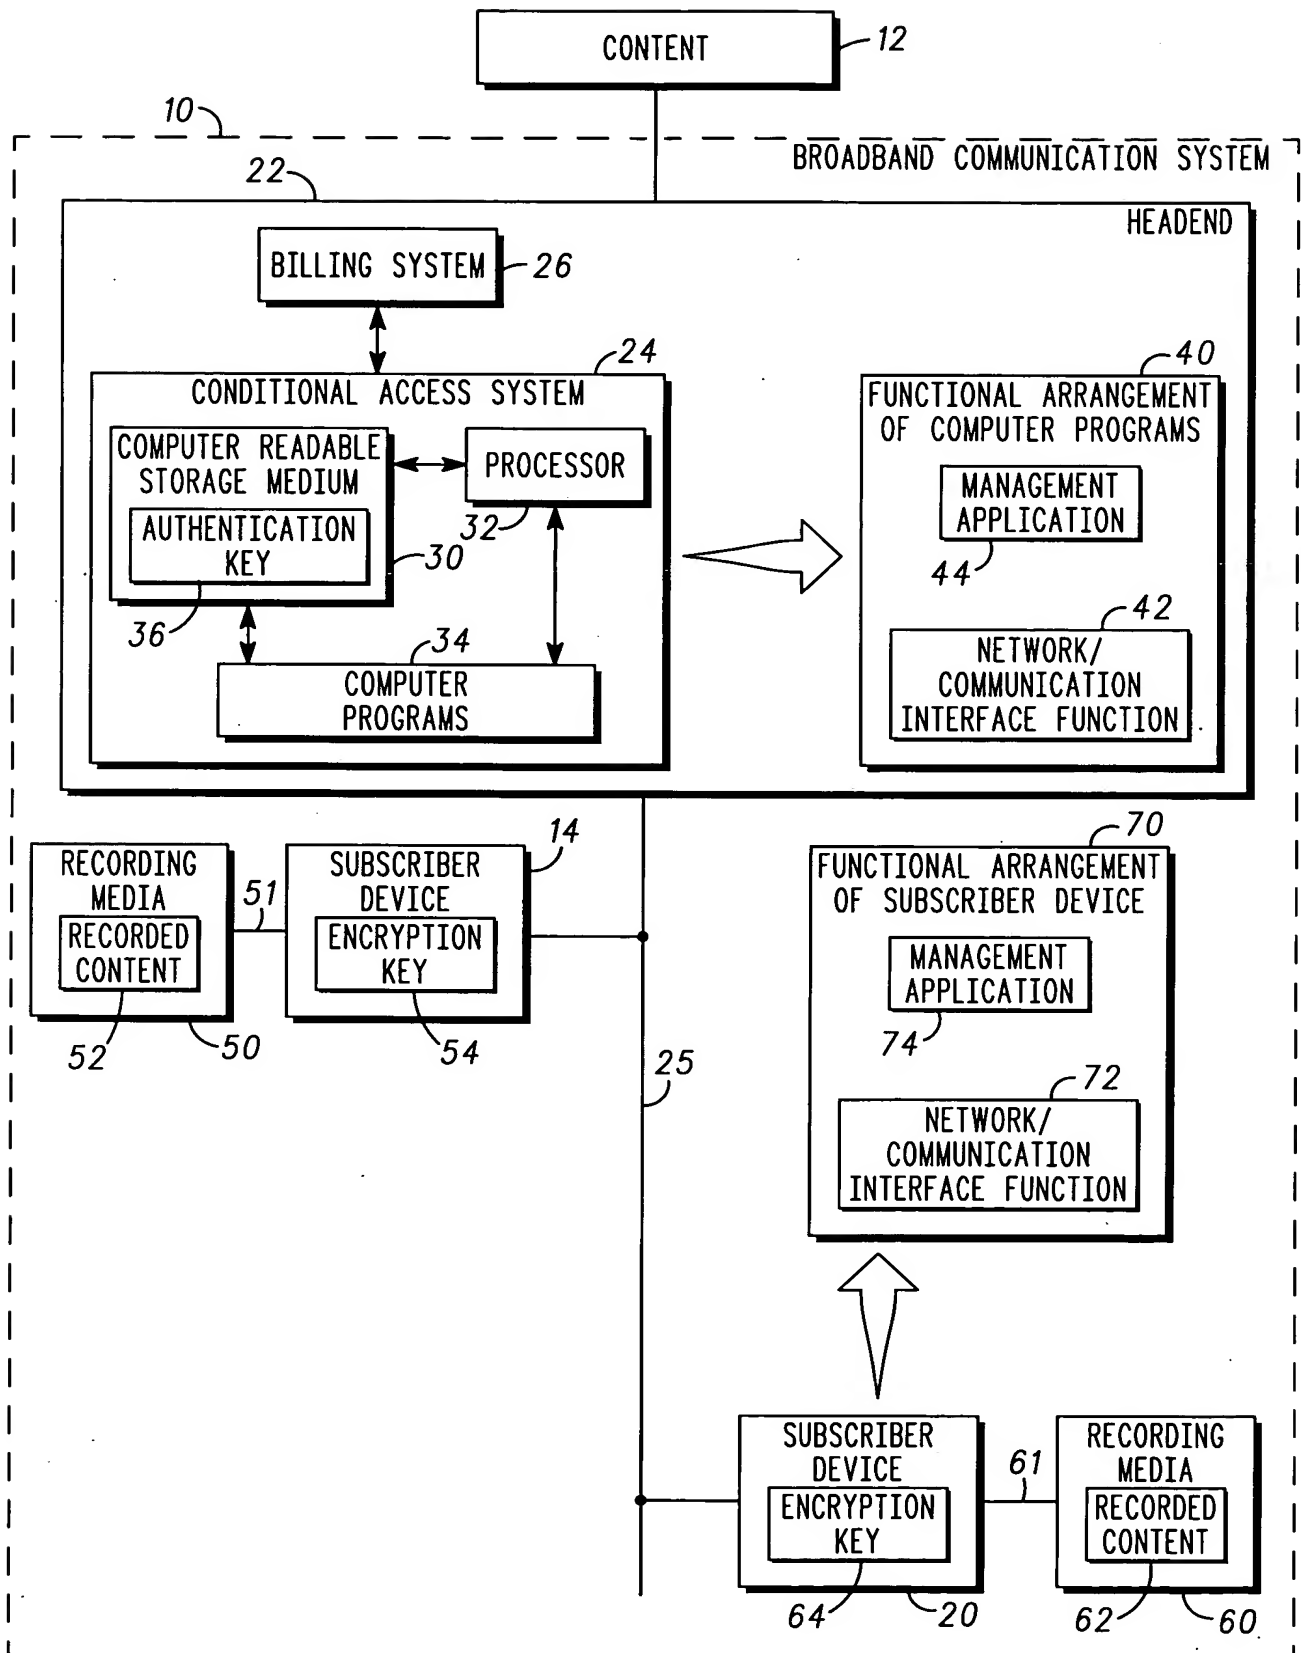 CONTENT
12
10
BROADBAND COMMUNICATION SYSTEM
22
HEADEND
BILLING SYSTEM
26
24
CONDITIONAL ACCESS SYSTEM
COMPUTER READABLE
STORAGE MEDIUM
AUTHENTICATION
KEY
36
30
PROCESSOR
32
34
COMPUTER
PROGRAMS
40
FUNCTIONAL ARRANGEMENT
OF COMPUTER PROGRAMS
MANAGEMENT
APPLICATION
44
42
NETWORK/
COMMUNICATION
INTERFACE FUNCTION
RECORDING
MEDIA
RECORDED
CONTENT
52
50
51
14
SUBSCRIBER
DEVICE
ENCRYPTION
KEY
54
25
70
FUNCTIONAL ARRANGEMENT
OF SUBSCRIBER DEVICE
MANAGEMENT
APPLICATION
74
72
NETWORK/
COMMUNICATION
INTERFACE FUNCTION
SUBSCRIBER
DEVICE
ENCRYPTION
KEY
64
20
61
RECORDING
MEDIA
RECORDED
CONTENT
62
60